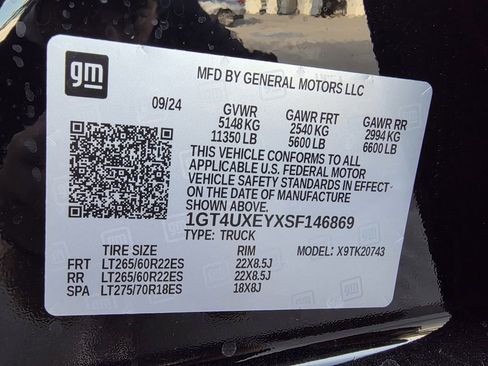 gm
MFD BY GENERAL MOTORS LLC
09/24 GVWR GAWR FRT GAWR RR
5148 KG 2540 KG 2994 KG
11350 LB 5600 LB 6600 LB
THIS VEHICLE CONFORMS TO ALL
APPLICABLE U.S. FEDERAL MOTOR
VEHICLE SAFETY STANDARDS IN EFFECT
ON THE DATE OF MANUFACTURE
SHOWN ABOVE.
1GT4UXEYXSF146869
TYPE: TRUCK
TIRE SIZE RIM MODEL: X9TK20743
FRT LT265/60R22ES 22X8.5J
RR LT265/60R22ES 22X8.5J
SPA LT275/70R18ES 18X8J